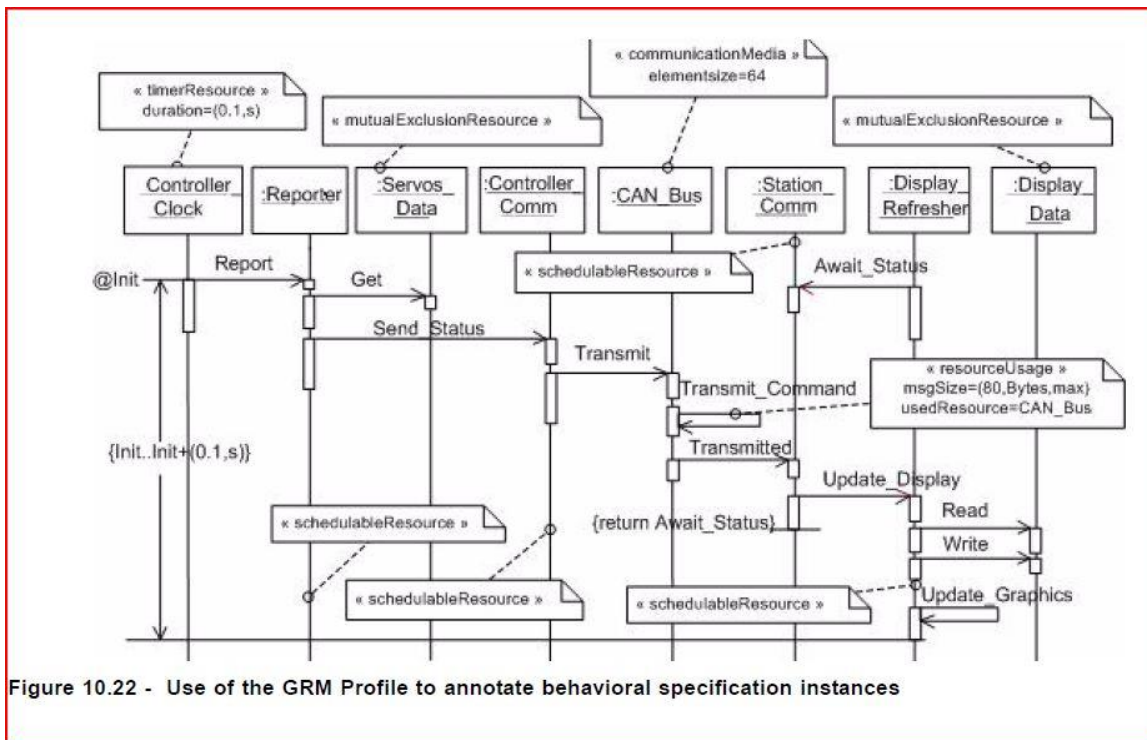 « communicationMedia »
elementsize=64
« timerResource »
duration=(0.1,s)
« mutualExclusionResource »
« mutualExclusionResource »
Controller_
Clock
:Reporter
:Servos_
Data
:Controller_
Comm
:CAN_Bus
:Station_
Comm
:Display_
Refresher
:Display_
Data
@Init
Report
Get
« schedulableResource »
Await_Status
Send_Status
Transmit
Transmit_Command
« resourceUsage »
msgSize=(80,Bytes,max)
usedResource=CAN_Bus
{Init..Init+(0.1,s)}
Transmitted
Update_Display
« schedulableResource »
{return Await_Status}
Read
Write
« schedulableResource »
« schedulableResource »
Update_Graphics
Figure 10.22 - Use of the GRM Profile to annotate behavioral specification instances